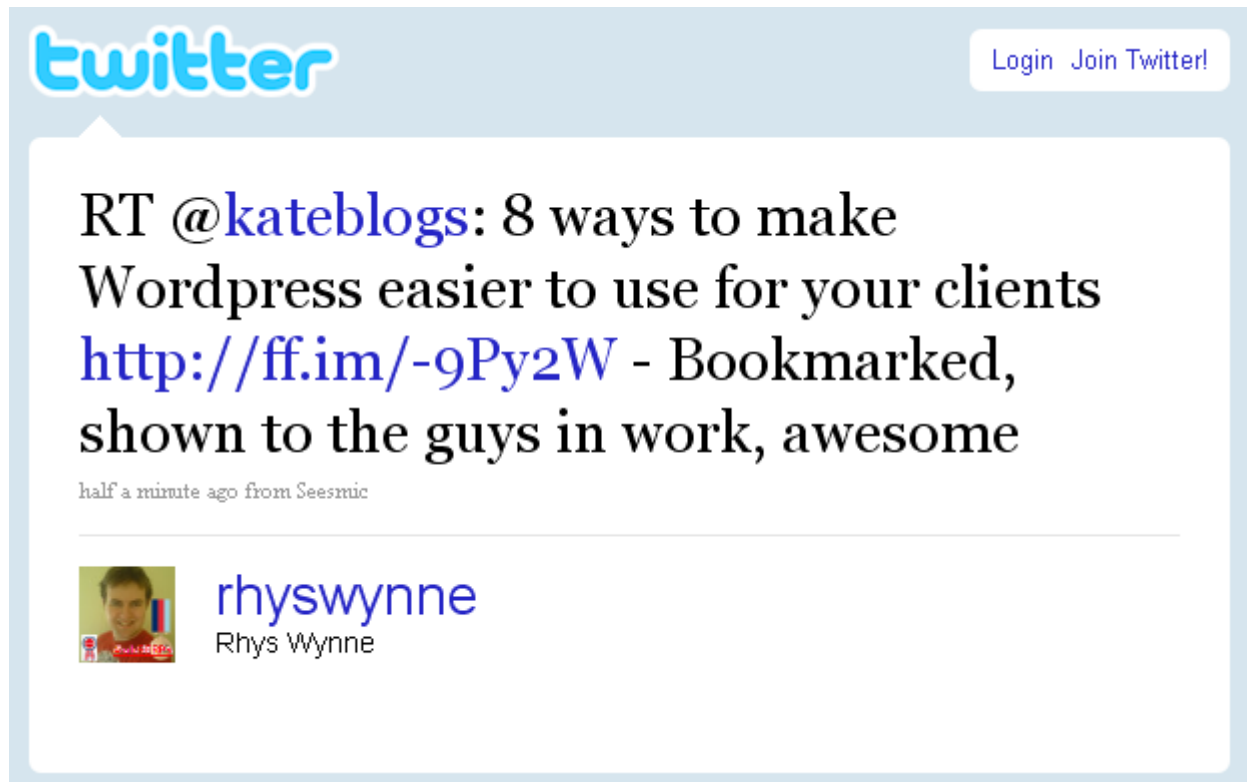 twitter
Login Join Twitter!
RT @kateblogs: 8 ways to make
Wordpress easier to use for your clients
http://ff.im/-9Py2W - Bookmarked,
shown to the guys in work, awesome
half a minute ago from Seesmic
rhyswynne
Rhys Wynne